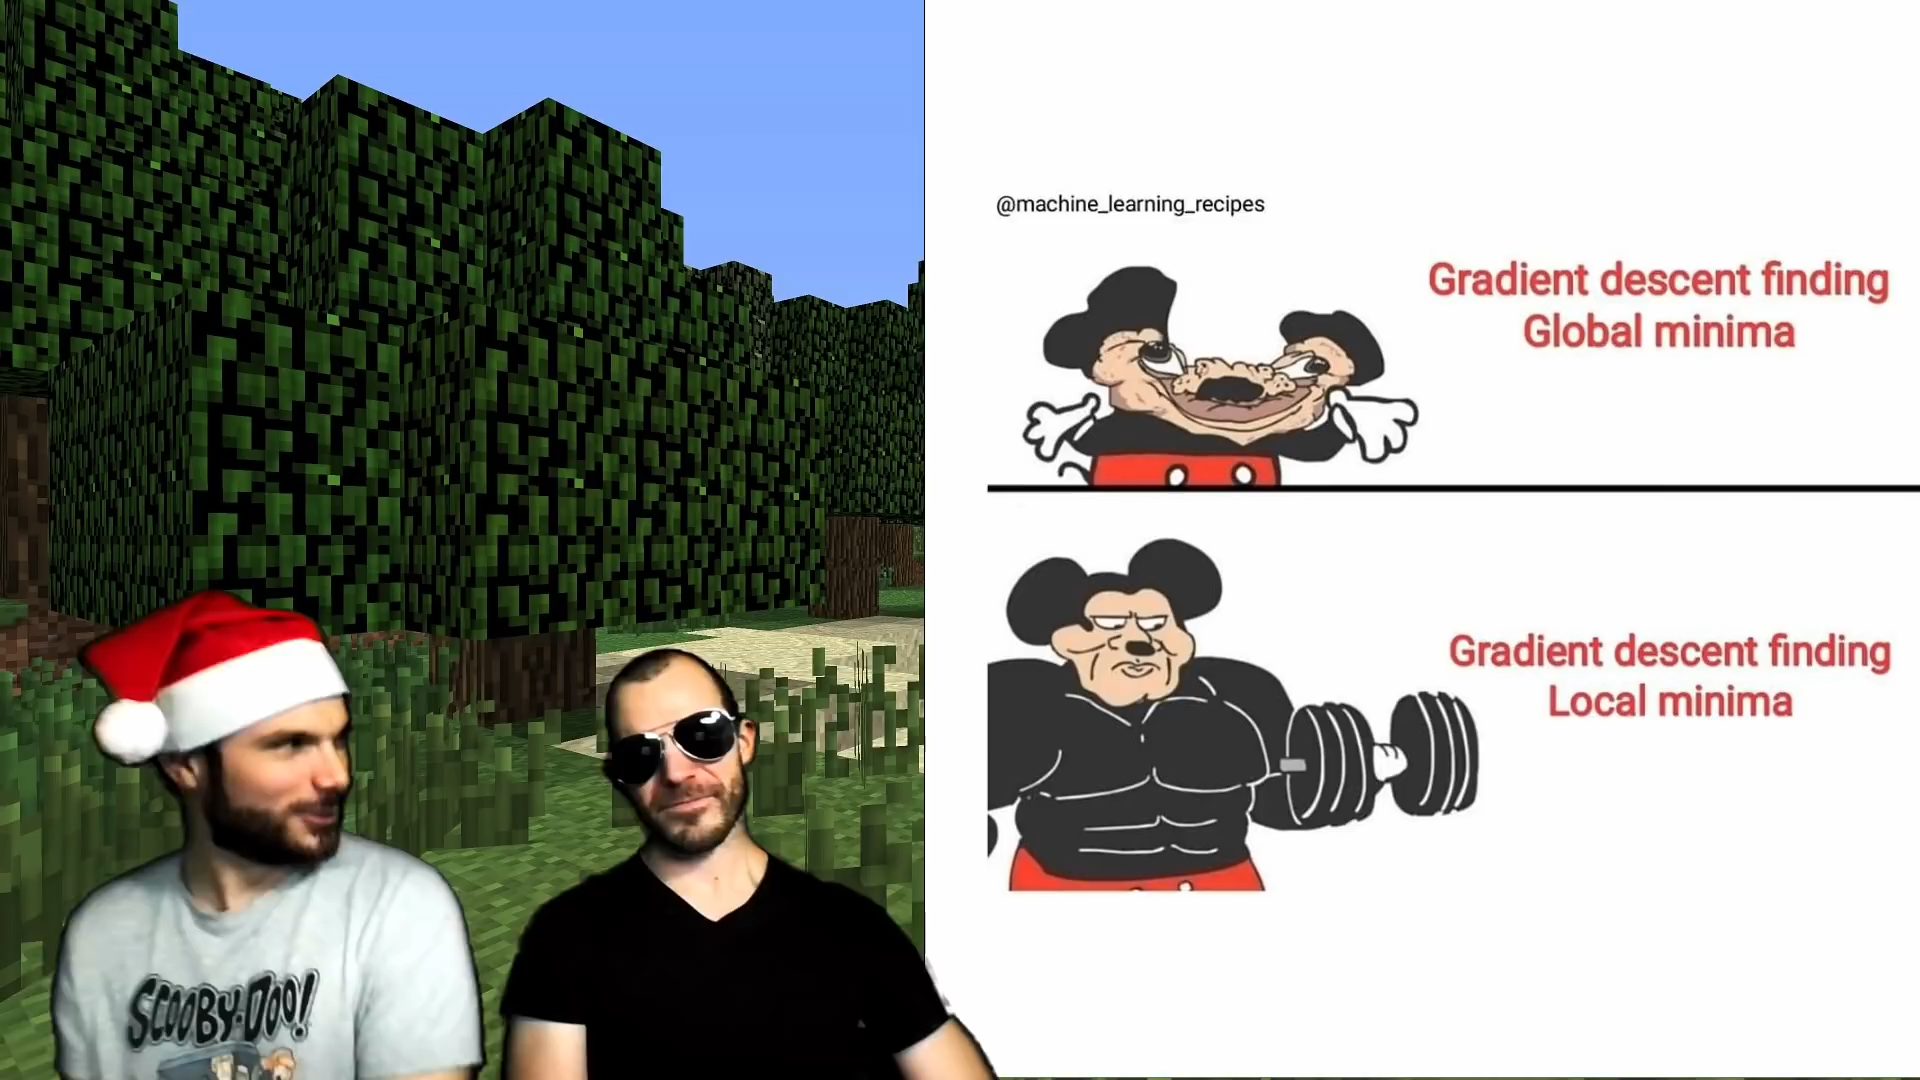 @machine_learning_recipes
Gradient descent finding
Global minima
Gradient descent finding
Local minima
SCOOBY-DOO!